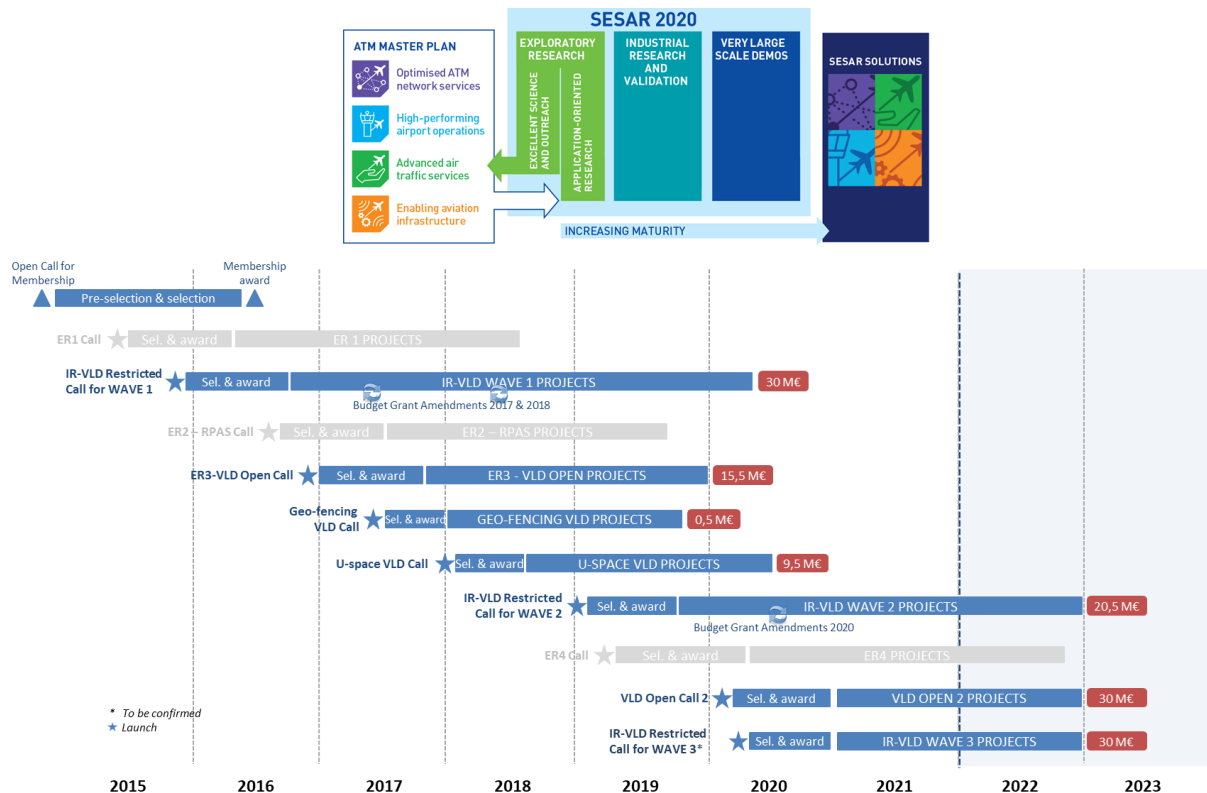 SESAR 2020
ATM MASTER PLAN
Optimised ATM
network services
High-performing
airport operations
Advanced air
traffic services
Enabling aviation
infrastructure
EXPLORATORY
RESEARCH
EXCELLENT SCIENCE
AND OUTREACH
APPLICATION-ORIENTED
RESEARCH
INDUSTRIAL
RESEARCH
AND
VALIDATION
VERY LARGE
SCALE DEMOS
SESAR SOLUTIONS
INCREASING MATURITY
Open Call for
Membership
Membership
award
Pre-selection & selection
ER1 Call
Sel. & award
ER 1 PROJECTS
IR-VLD Restricted
Call for WAVE 1
Sel. & award
IR-VLD WAVE 1 PROJECTS
30 M€
Budget Grant Amendments 2017 & 2018
ER2 – RPAS Call
Sel. & award
ER2 – RPAS PROJECTS
ER3-VLD Open Call
Sel. & award
ER3 - VLD OPEN PROJECTS
15,5 M€
Geo-fencing
VLD Call
Sel. & award
GEO-FENCING VLD PROJECTS
0,5 M€
U-space VLD Call
Sel. & award
U-SPACE VLD PROJECTS
9,5 M€
IR-VLD Restricted
Call for WAVE 2
Sel. & award
IR-VLD WAVE 2 PROJECTS
20,5 M€
Budget Grant Amendments 2020
ER4 Call
Sel. & award
ER4 PROJECTS
VLD Open Call 2
Sel. & award
VLD OPEN 2 PROJECTS
30 M€
IR-VLD Restricted
Call for WAVE 3*
Sel. & award
IR-VLD WAVE 3 PROJECTS
30 M€
* To be confirmed
Launch
2015 2016 2017 2018 2019 2020 2021 2022 2023